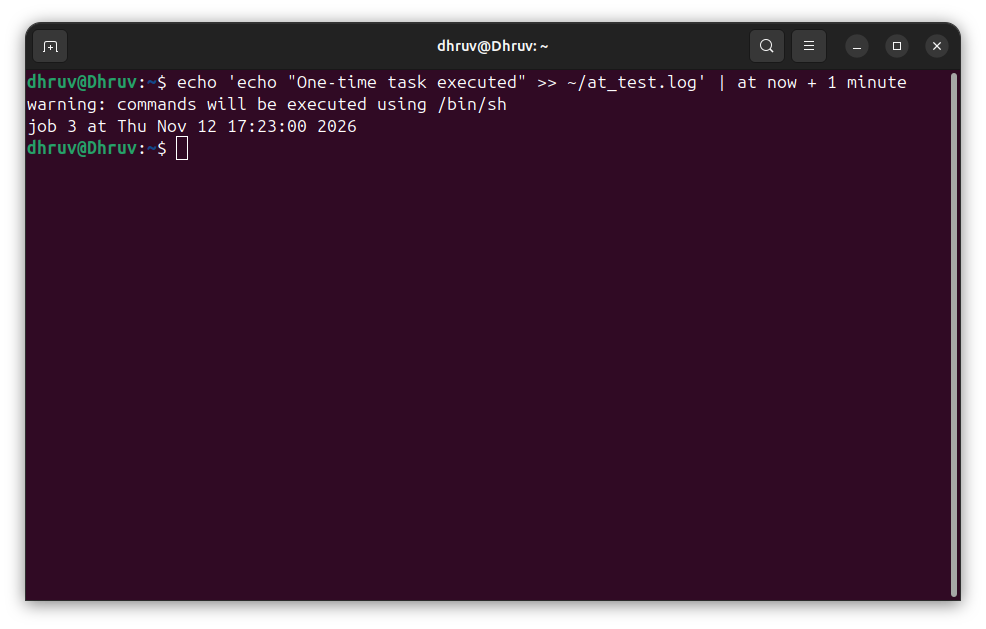 dhruv@Dhruv: ~
dhruv@Dhruv:~$ echo 'echo "One-time task executed" >> ~/at_test.log' | at now + 1 minute
warning: commands will be executed using /bin/sh
job 3 at Thu Nov 12 17:23:00 2026
dhruv@Dhruv:~$